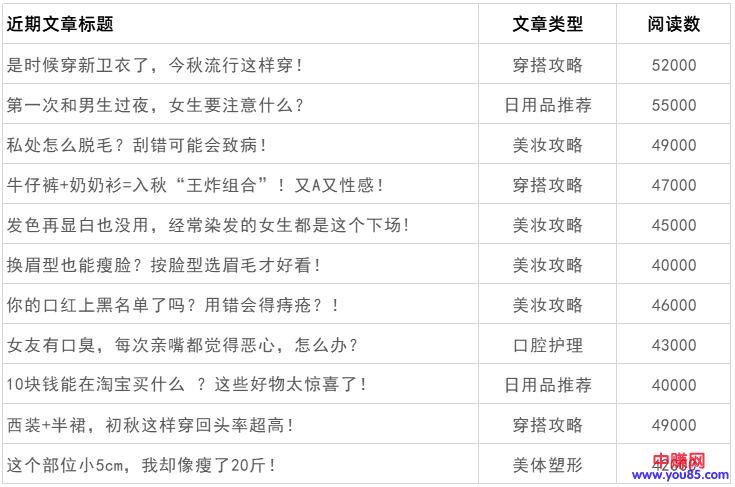 近期文章标题 文章类型 阅读数
是时候穿新卫衣了，今秋流行这样穿！ 穿搭攻略 52000
第一次和男生过夜，女生要注意什么？ 日用品推荐 55000
私处怎么脱毛？刮错可能会致病！ 美妆攻略 49000
牛仔裤+奶奶衫=入秋“王炸组合”！又A又性感！ 穿搭攻略 47000
发色再显白也没用，经常染发的女生都是这个下场！ 美妆攻略 45000
换眉型也能瘦脸？按脸型选眉毛才好看！ 美妆攻略 40000
你的口红上黑名单了吗？用错会得痔疮？！ 美妆攻略 46000
女友有口臭，每次亲嘴都觉得恶心，怎么办？ 口腔护理 43000
10块钱能在淘宝买什么 ？这些好物太惊喜了！ 日用品推荐 40000
西装+半裙，初秋这样穿回头率超高！ 穿搭攻略 49000
这个部位小5cm，我却像瘦了20斤！ 美体塑形
中赚网
www.you85.com